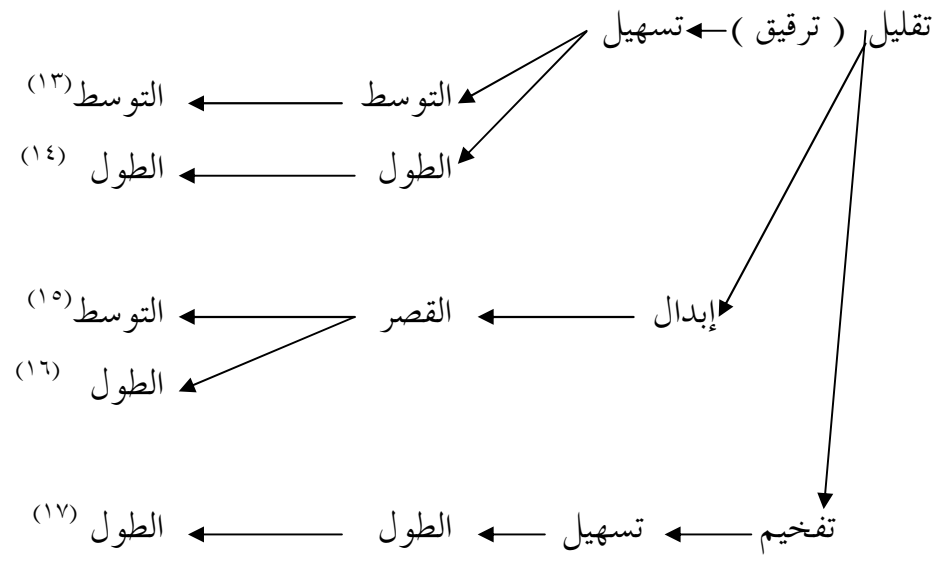 تقليل ( ترقيق ) تسهيل
التوسط التوسط (١٣)
الطول الطول (١٤)
إبدال القصر التوسط (١٥)
الطول (١٦)
تفخيم تسهيل الطول الطول (١٧)